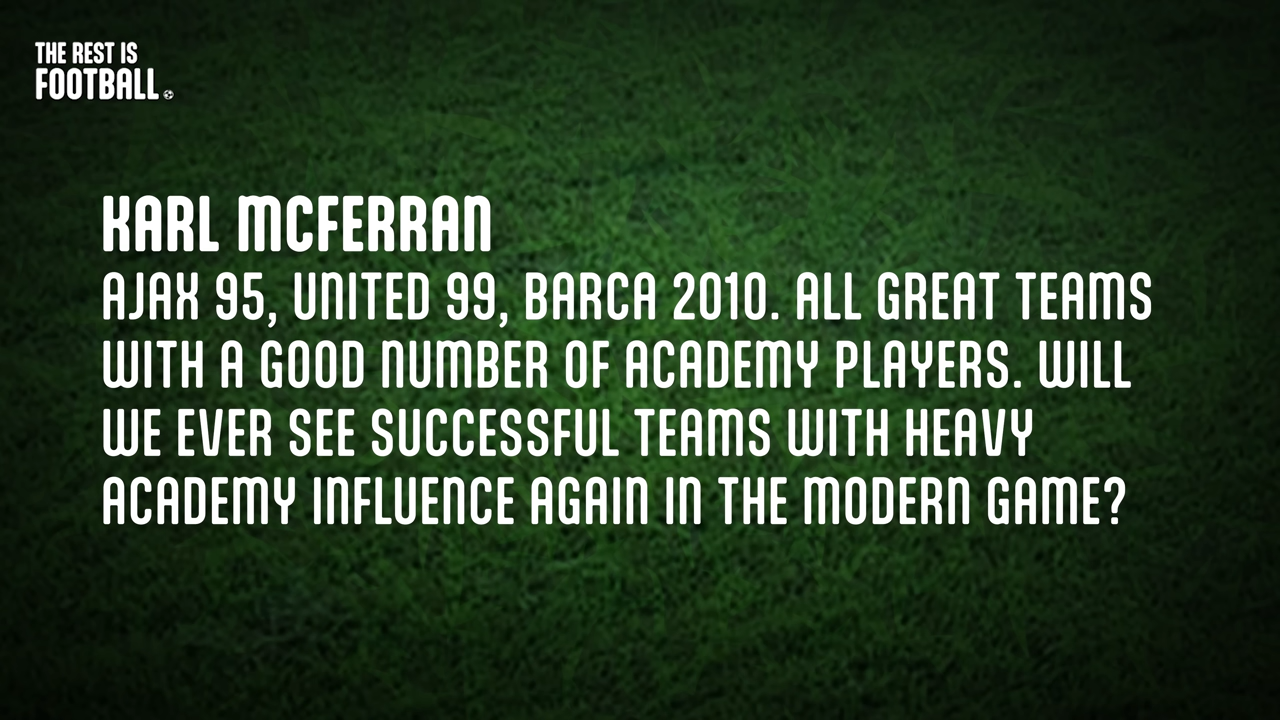 THE REST IS
FOOTBALL.
KARL MCFERRAN
AJAX 95, UNITED 99, BARCA 2010. ALL GREAT TEAMS
WITH A GOOD NUMBER OF ACADEMY PLAYERS. WILL
WE EVER SEE SUCCESSFUL TEAMS WITH HEAVY
ACADEMY INFLUENCE AGAIN IN THE MODERN GAME?